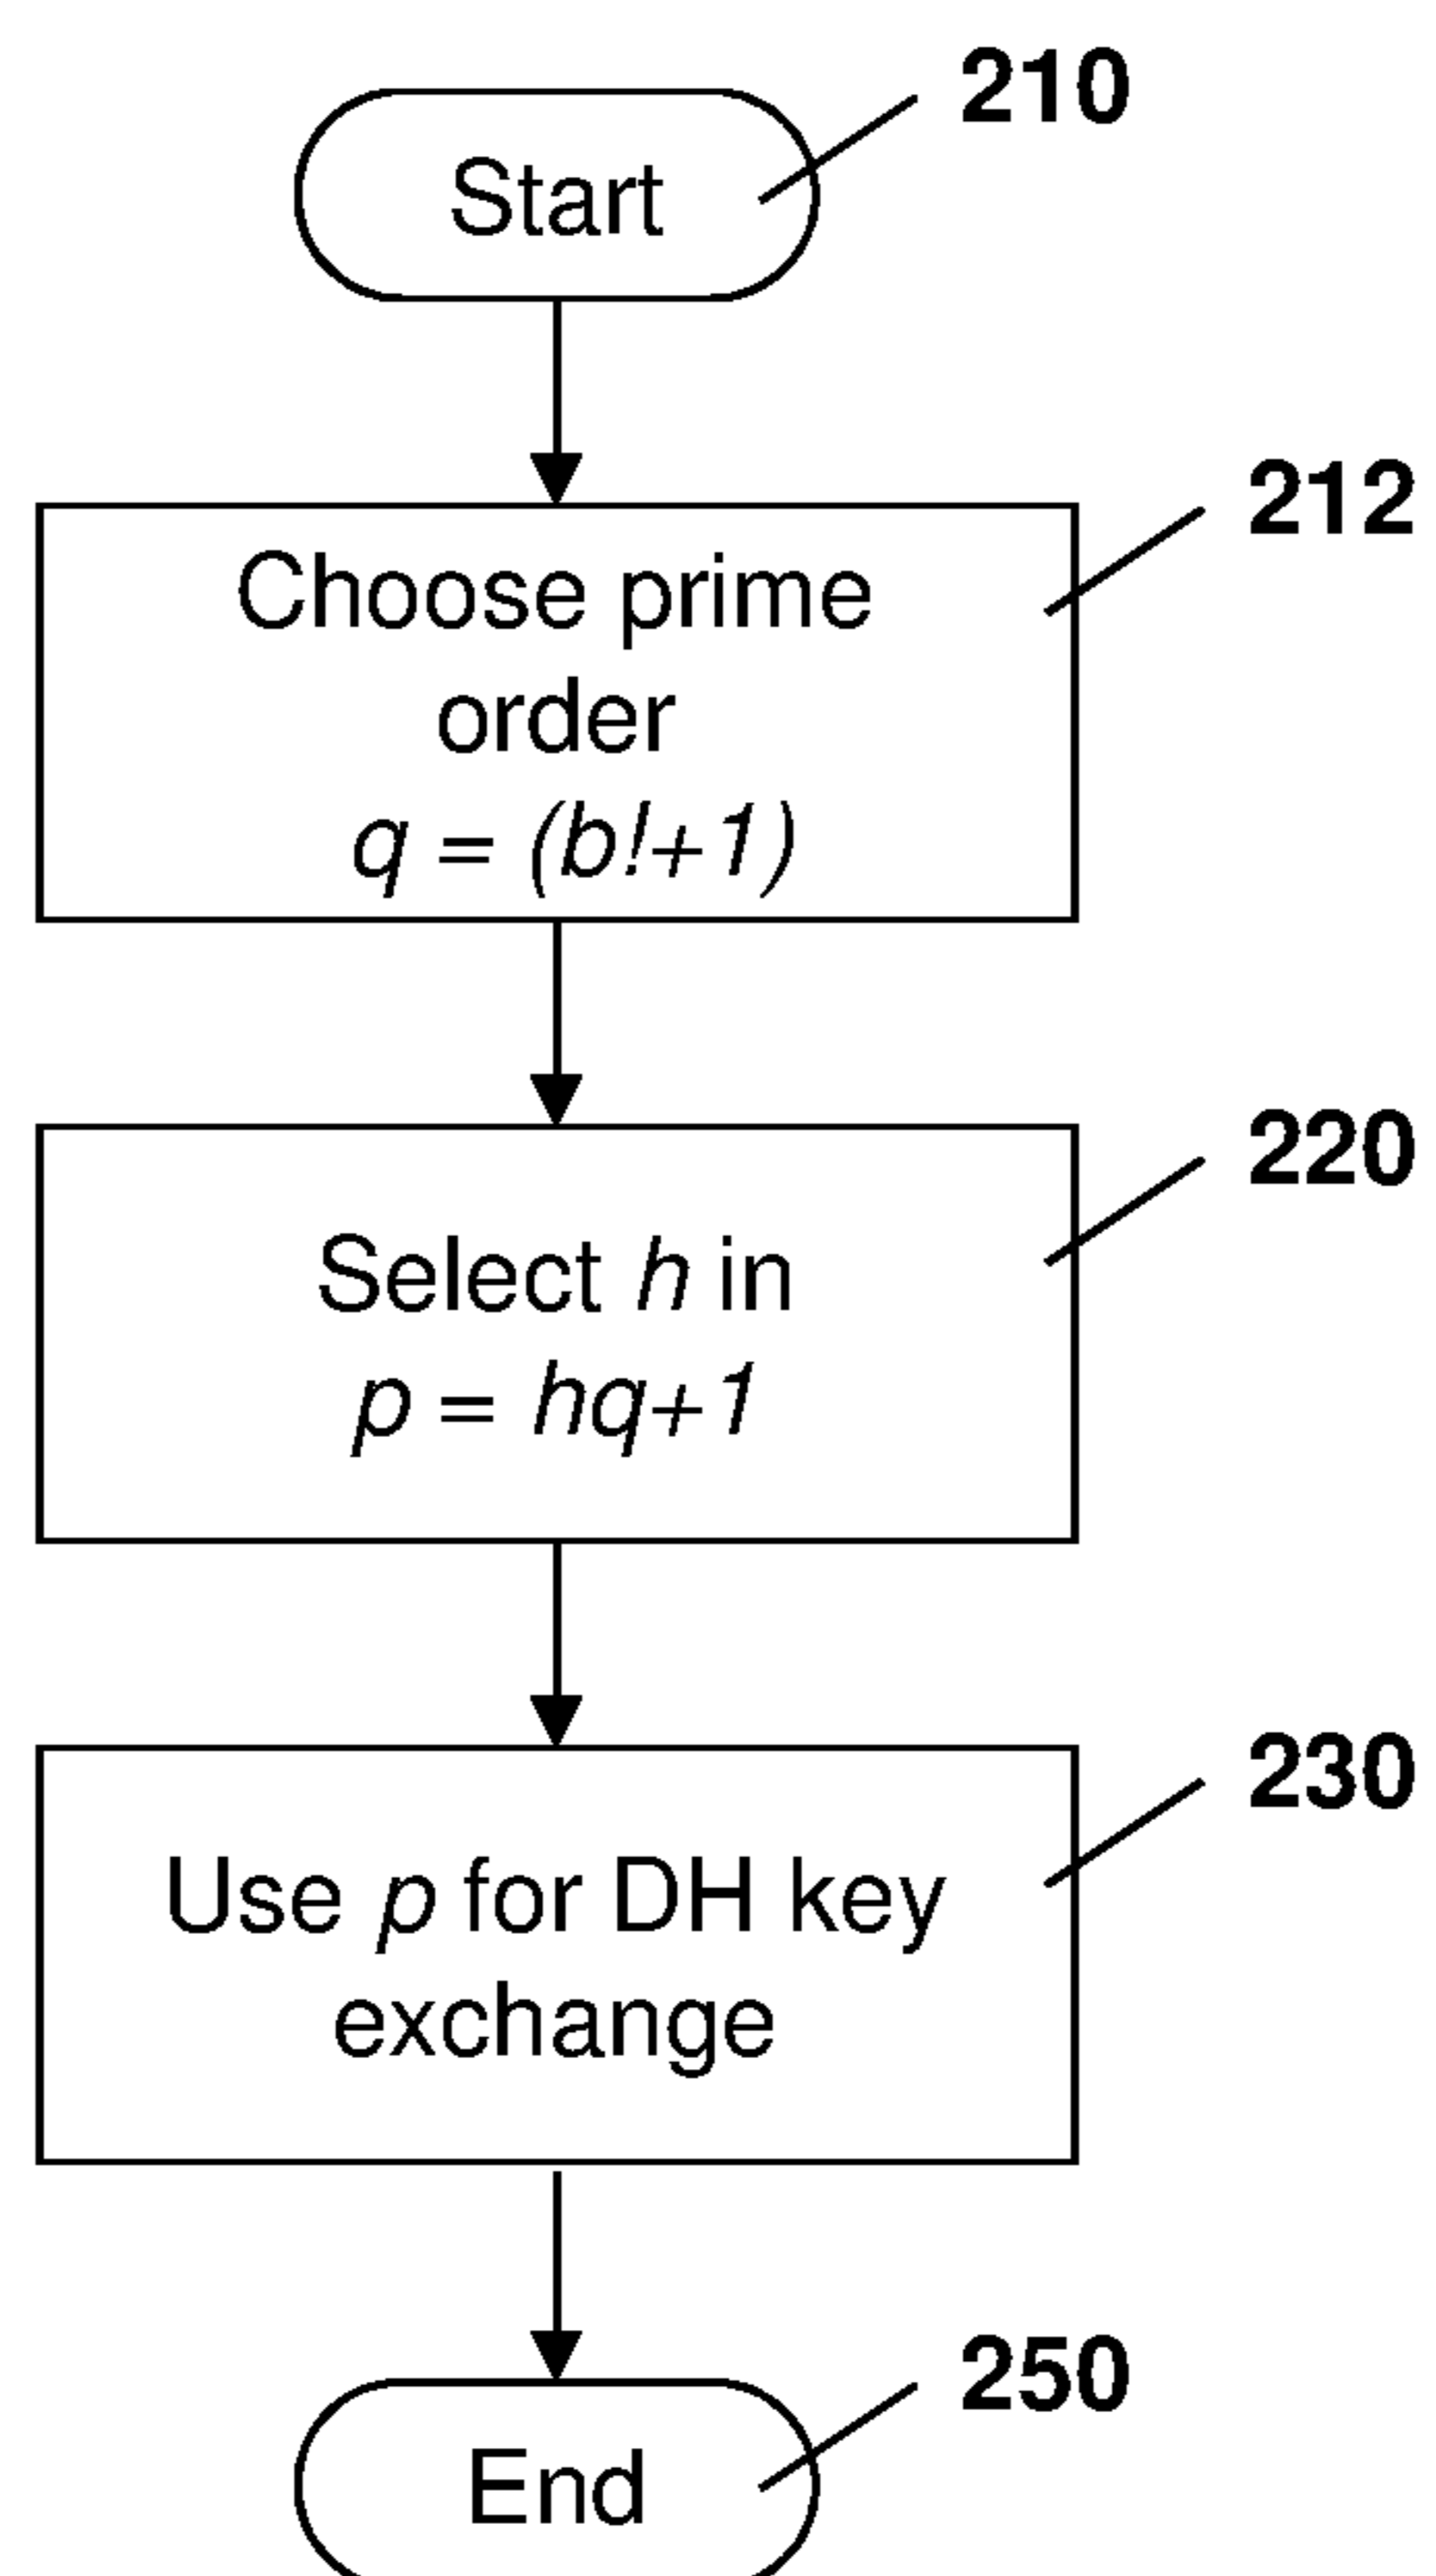 210
Start
212
Choose prime
order
q = (b!+1)
220
Select h in
p = hq+1
230
Use p for DH key
exchange
250
End